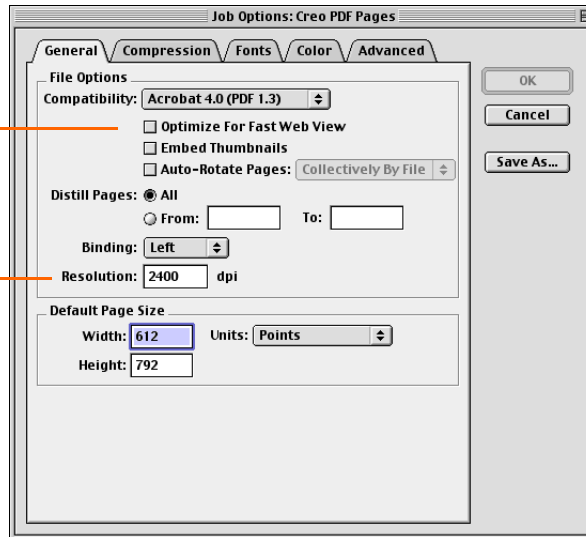 Job Options: Creo PDF Pages
General Compression Fonts Color Advanced
File Options
Compatibility: Acrobat 4.0 (PDF 1.3)
Optimize For Fast Web View
Embed Thumbnails
Auto-Rotate Pages: Collectively By File
Distill Pages: All
From: To:
Binding: Left
Resolution: 2400 dpi
Default Page Size
Width: 612 Units: Points
Height: 792
OK
Cancel
Save As...